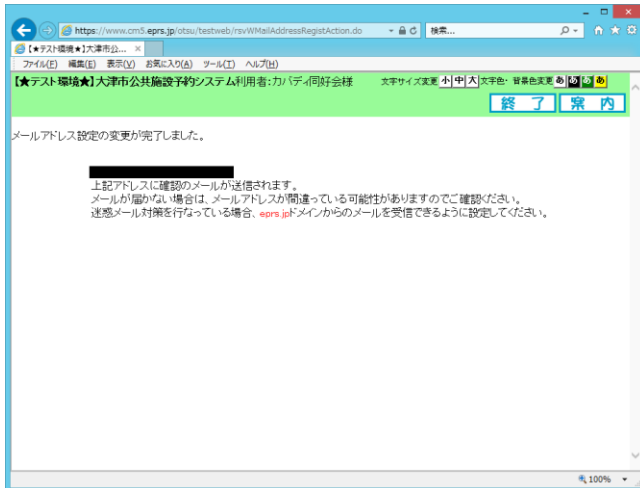 https://www.cm5.eprs.jp/otsu/testweb/rsvWMailAddressRegistAction.do
検索...
【★テスト環境★】大津市公...
ファイル(F) 編集(E) 表示(V) お気に入り(A) ツール(T) ヘルプ(H)
【★テスト環境★】大津市公共施設予約システム利用者:カバディ同好会様 文字サイズ変更 小 中 大 文字色・背景色変更 あ あ あ あ
終 了 案 内
メールアドレス設定の変更が完了しました。
上記アドレスに確認のメールが送信されます。
メールが届かない場合は、メールアドレスが間違っている可能性がありますのでご確認ください。
迷惑メール対策を行なっている場合、eprs.jpドメインからのメールを受信できるように設定してください。
100%